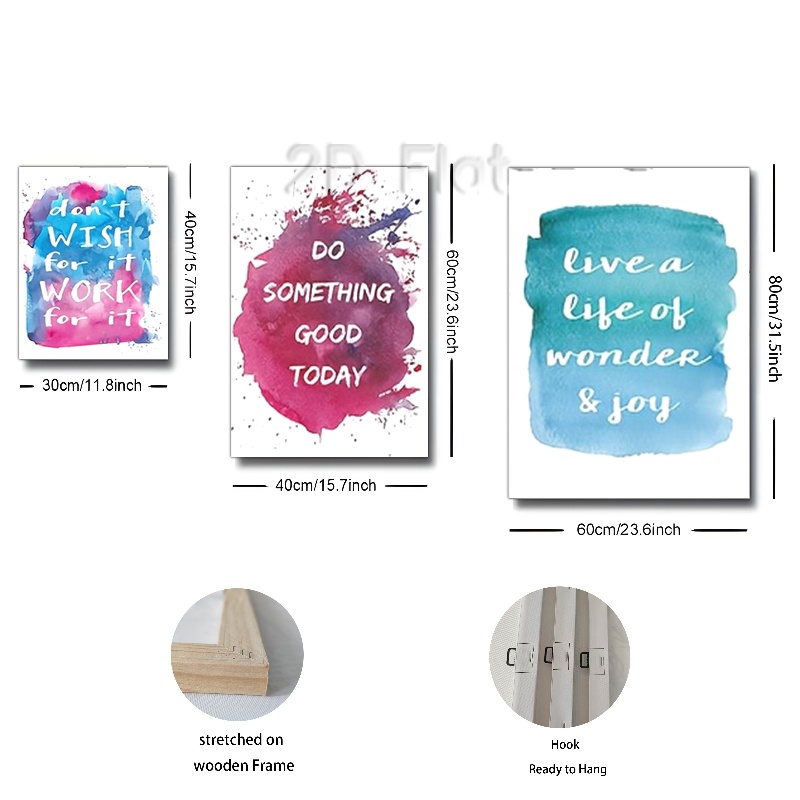 2D Flat
don't
WISH
for it
WORK
for it
40cm/15.7inch
30cm/11.8inch
DO
SOMETHING
GOOD
TODAY
60cm/23.6inch
40cm/15.7inch
live a
life of
wonder
& joy
80cm/31.5inch
60cm/23.6inch
stretched on
wooden Frame
Hook
Ready to Hang